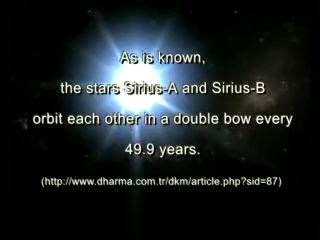 As is known,
the stars Sirius-A and Sirius-B
orbit each other in a double bow every
49.9 years.
(http://www.dharma.com.tr/dkm/article.php?sid=87)